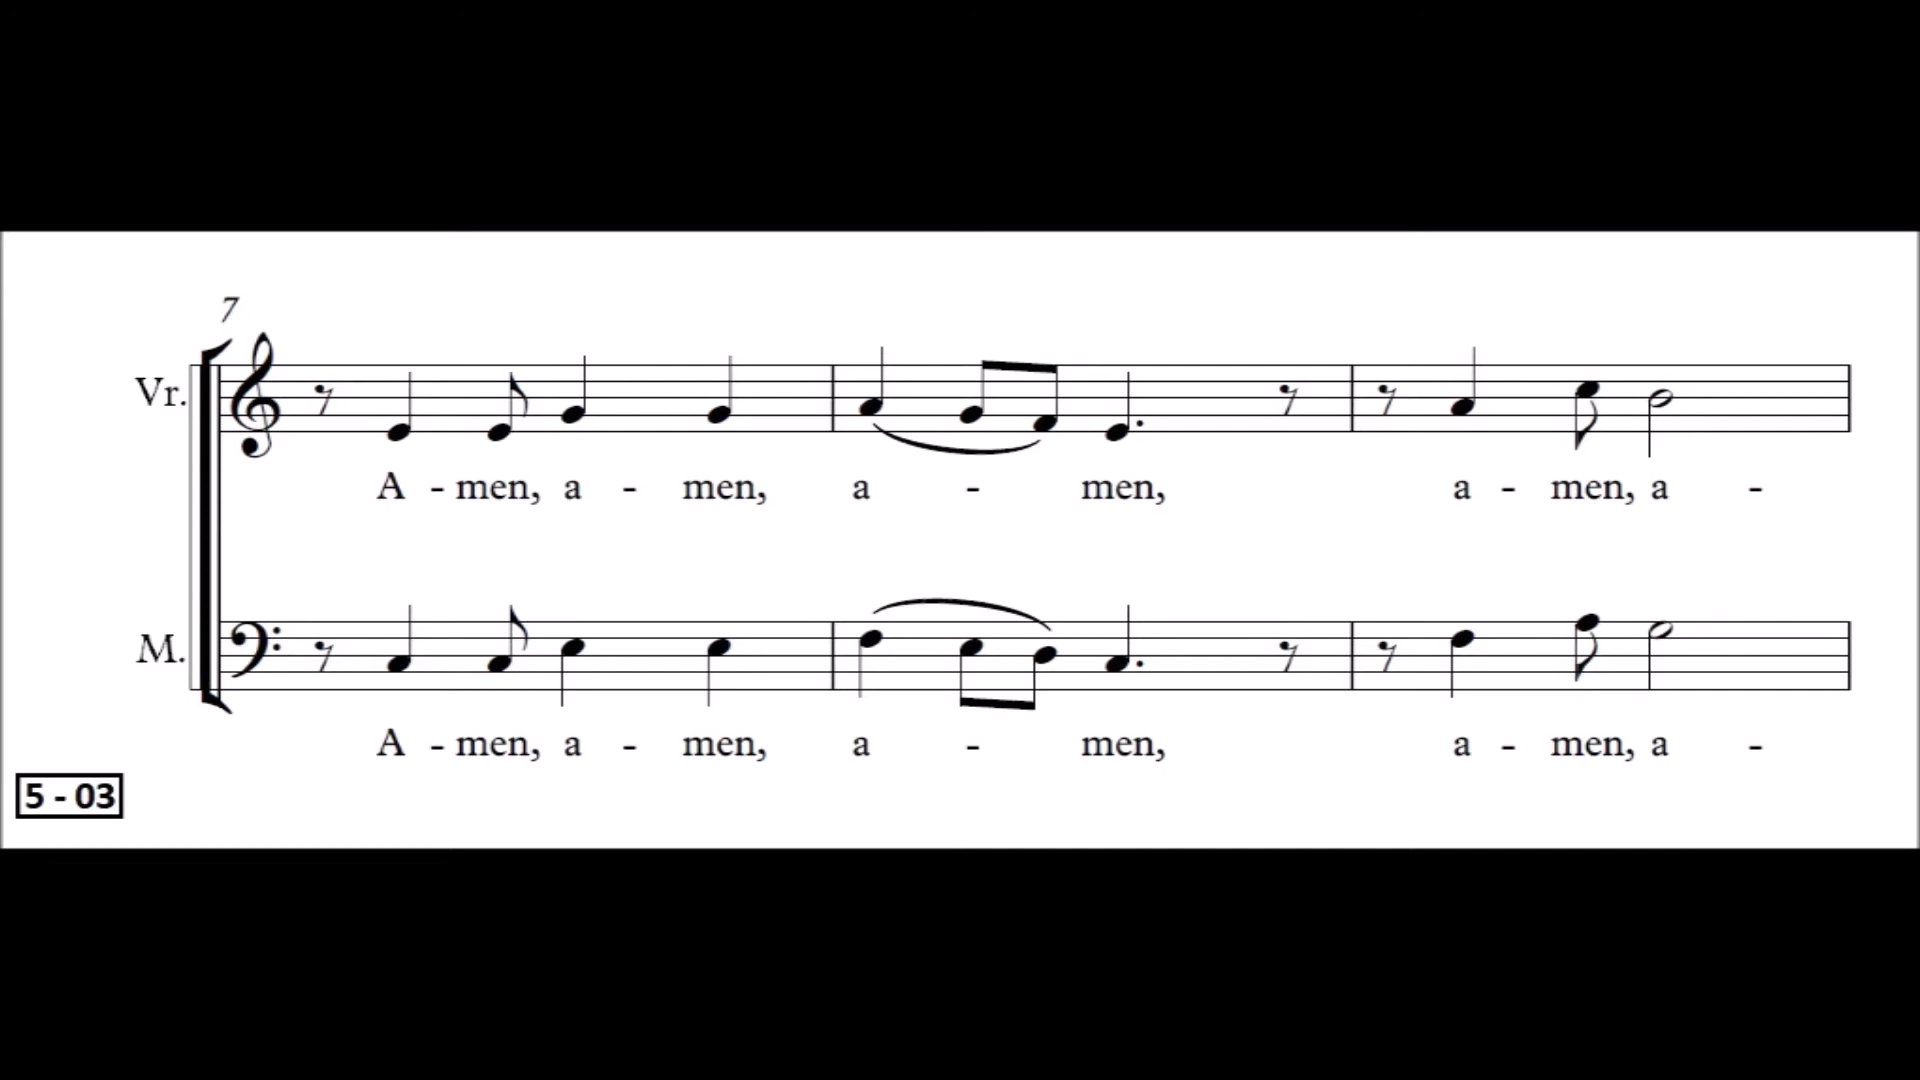 7
Vr.
A - men, a - men, a - men, a - men, a -
M.
A - men, a - men, a - men, a - men, a -
5 - 03